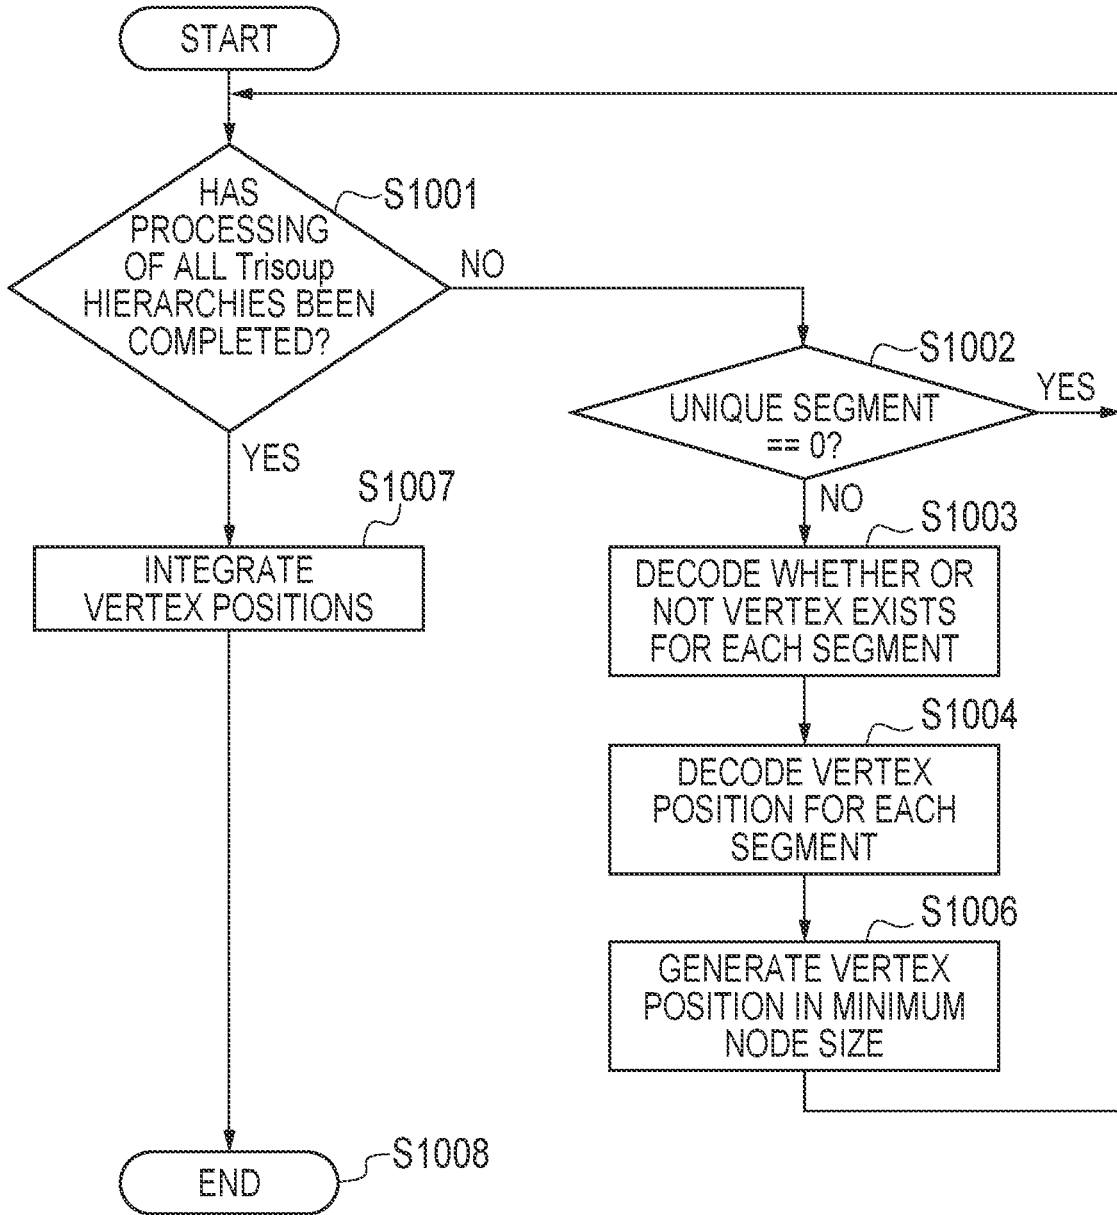 START
HAS
PROCESSING
OF ALL Trisoup
HIERARCHIES BEEN
COMPLETED?
S1001
NO
YES
S1002
UNIQUE SEGMENT
== 0?
YES
NO
S1007
INTEGRATE
VERTEX POSITIONS
S1003
DECODE WHETHER OR
NOT VERTEX EXISTS
FOR EACH SEGMENT
S1004
DECODE VERTEX
POSITION FOR EACH
SEGMENT
S1006
GENERATE VERTEX
POSITION IN MINIMUM
NODE SIZE
END
S1008